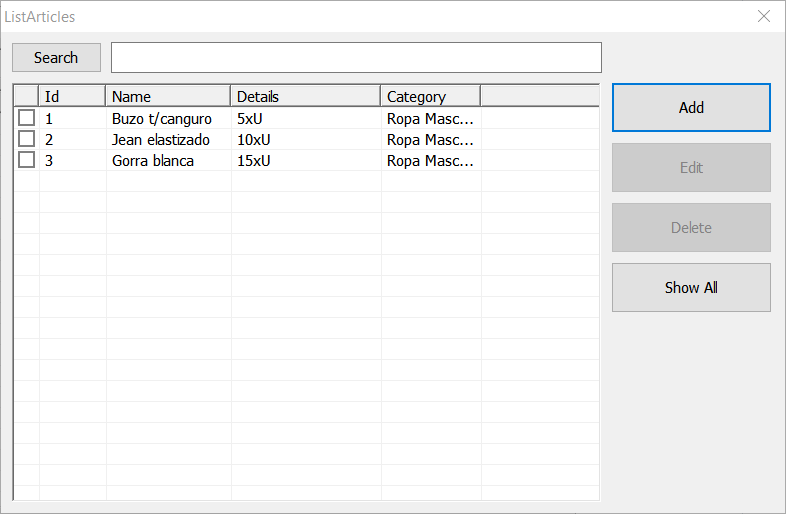 ListArticles
Search
Id Name Details Category
1 Buzo t/canguro 5xU Ropa Masc...
2 Jean elastizado 10xU Ropa Masc...
3 Gorra blanca 15xU Ropa Masc...
Add
Edit
Delete
Show All